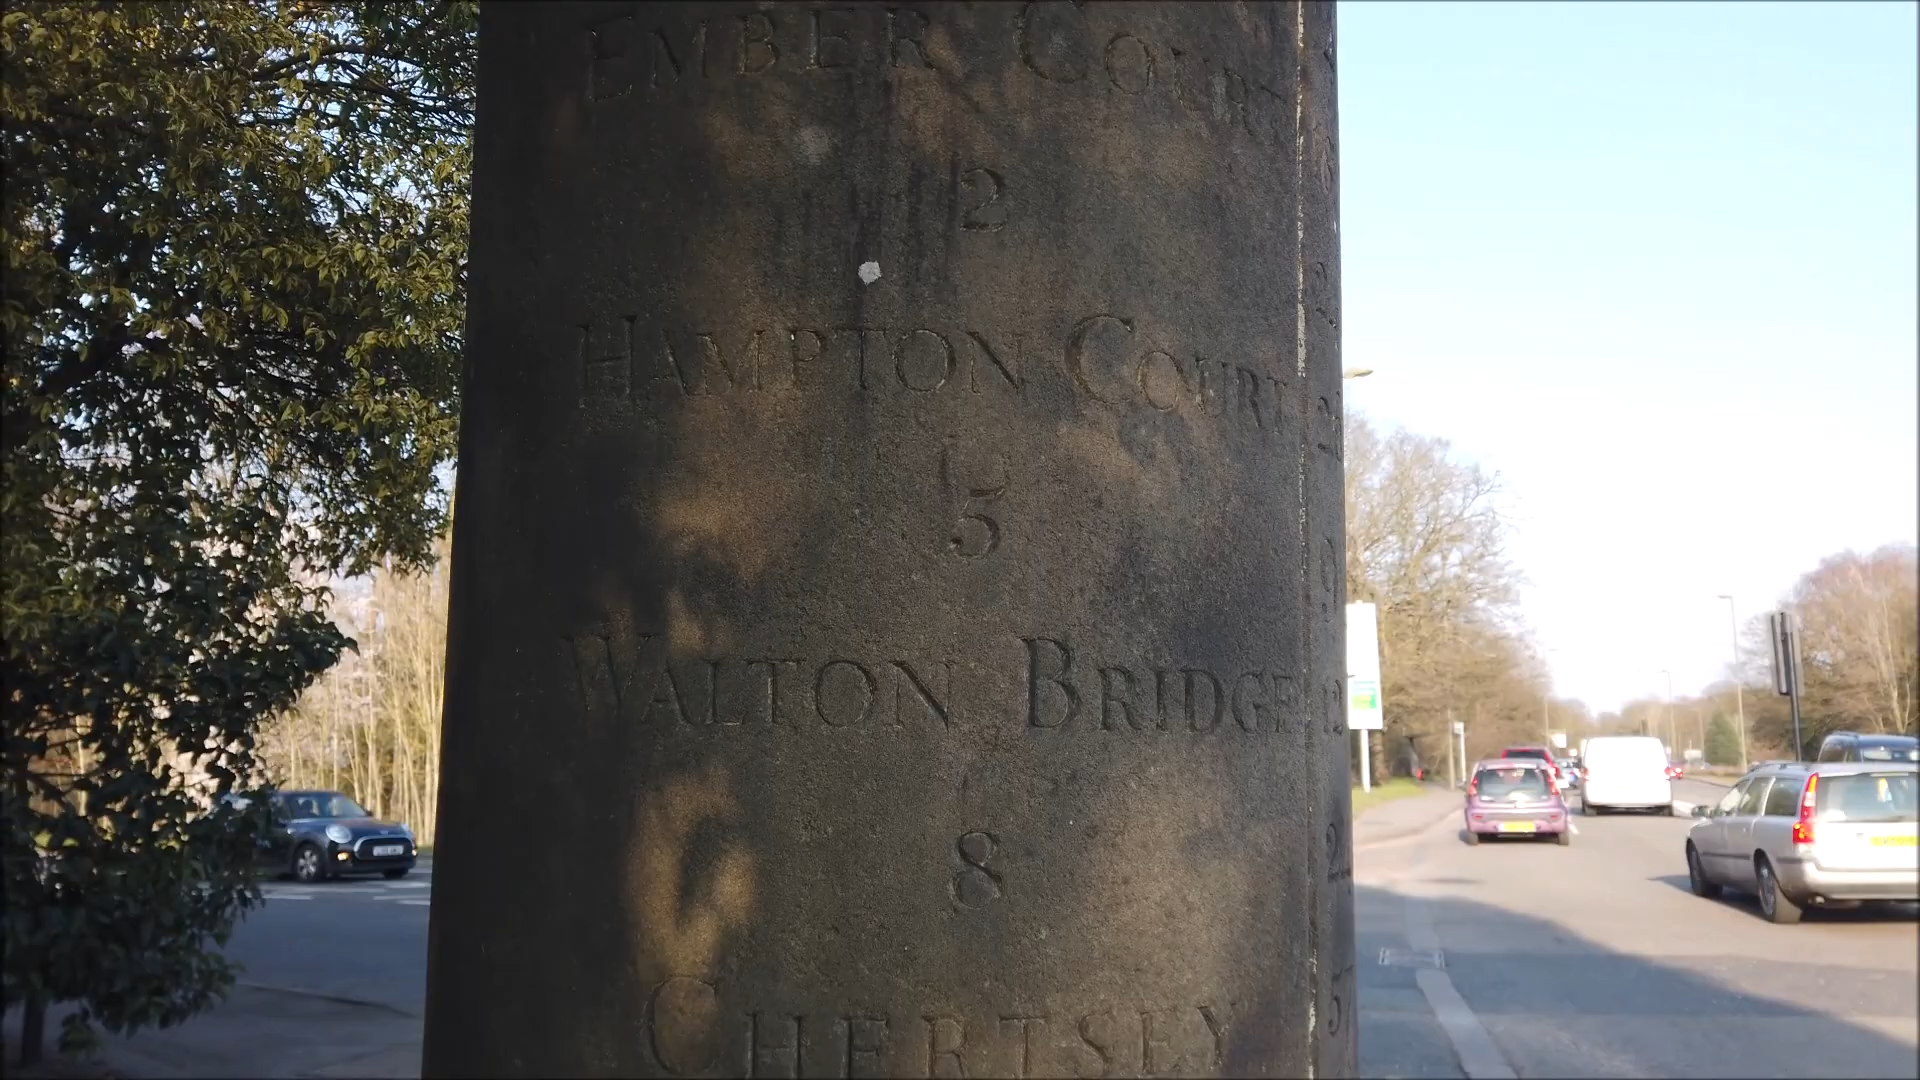 EMBER COURT
2
HAMPTON COURT
5
WALTON BRIDGE
8
CHERTSEY